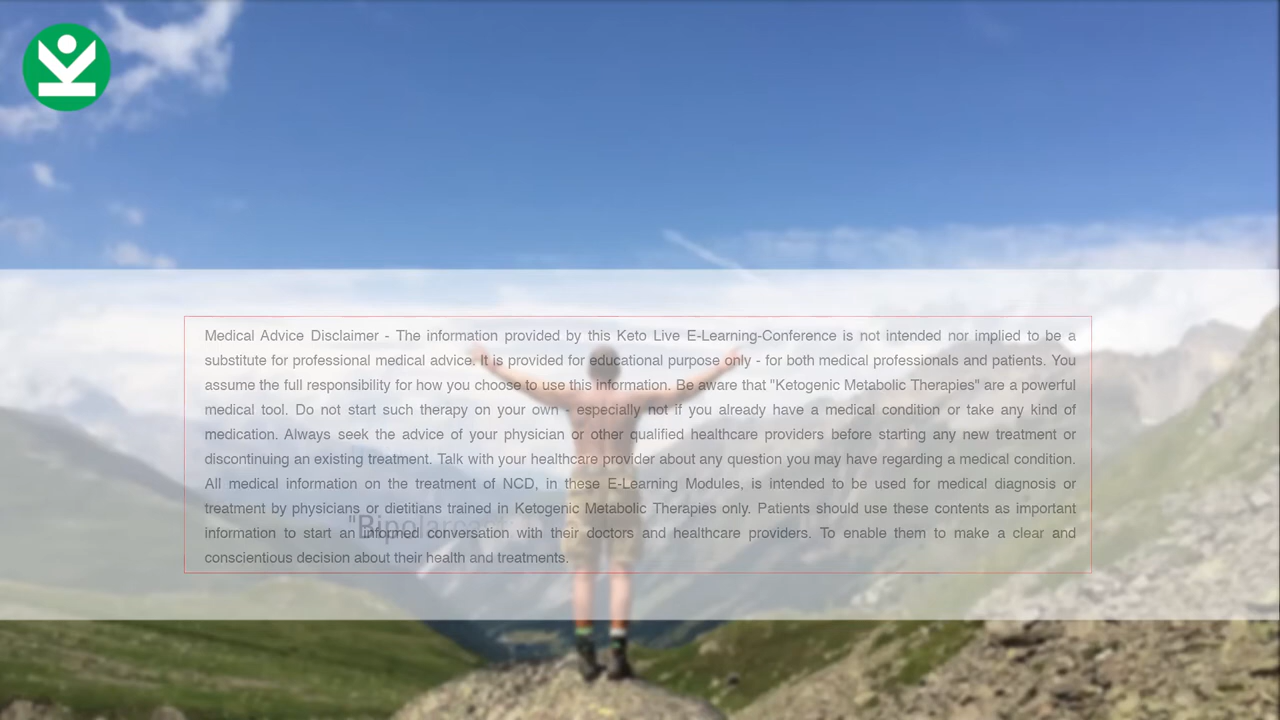 Medical Advice Disclaimer - The information provided by this Keto Live E-Learning-Conference is not intended nor implied to be a
substitute for professional medical advice. It is provided for educational purpose only - for both medical professionals and patients. You
assume the full responsibility for how you choose to use this information. Be aware that "Ketogenic Metabolic Therapies" are a powerful
medical tool. Do not start such therapy on your own - especially not if you already have a medical condition or take any kind of
medication. Always seek the advice of your physician or other qualified healthcare providers before starting any new treatment or
discontinuing an existing treatment. Talk with your healthcare provider about any question you may have regarding a medical condition.
All medical information on the treatment of NCD, in these E-Learning Modules, is intended to be used for medical diagnosis or
treatment by physicians or dietitians trained in Ketogenic Metabolic Therapies only. Patients should use these contents as important
information to start an informed conversation with their doctors and healthcare providers. To enable them to make a clear and
conscientious decision about their health and treatments.